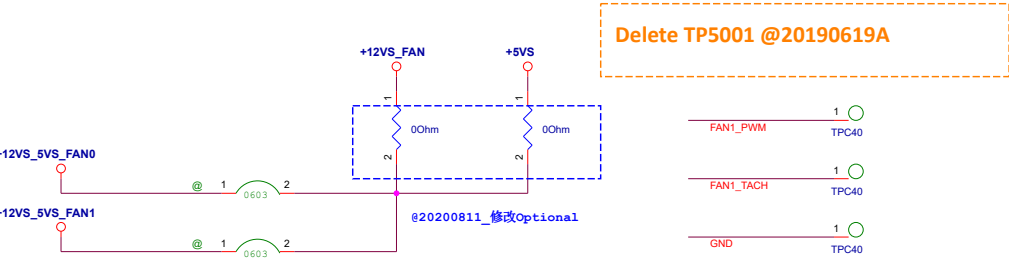 Delete TP5001 @20190619A
+12VS_FAN
+5VS
1
1
0Ohm
0Ohm
2
2
+12VS_5VS_FAN0
@ 1 2
0603
+12VS_5VS_FAN1
@ 1 2
0603
@20200811_修改Optional
FAN1_PWM
1
TPC40
FAN1_TACH
1
TPC40
GND
1
TPC40